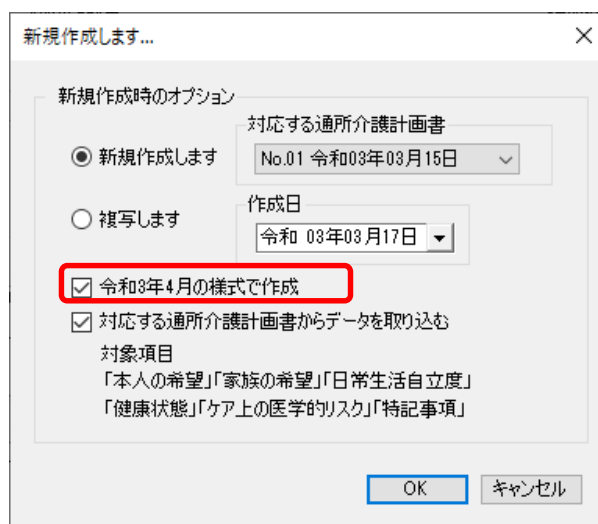 新規作成します...
新規作成時のオプション
対応する通所介護計画書
新規作成します
No.01 令和03年03月15日
複写します
作成日
令和 03年03月17日
令和3年4月の様式で作成
対応する通所介護計画書からデータを取り込む
対象項目
「本人の希望」「家族の希望」「日常生活自立度」
「健康状態」「ケア上の医学的リスク」「特記事項」
OK
キャンセル